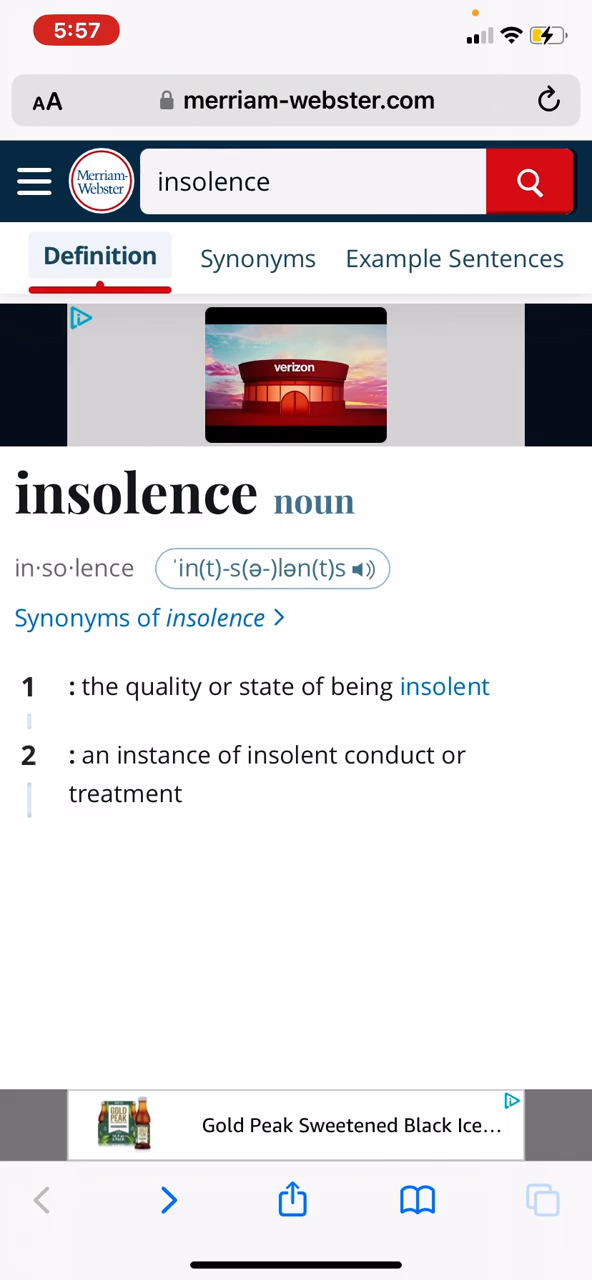 5:57
AA merriam-webster.com
Merriam-
Webster
insolence
Definition Synonyms Example Sentences
verizon
insolence noun
in·so·lence ˈin(t)-s(ə-)lən(t)s
Synonyms of insolence >
1 : the quality or state of being insolent
2 : an instance of insolent conduct or
treatment
GOLD
PEAK
Gold Peak Sweetened Black Ice...